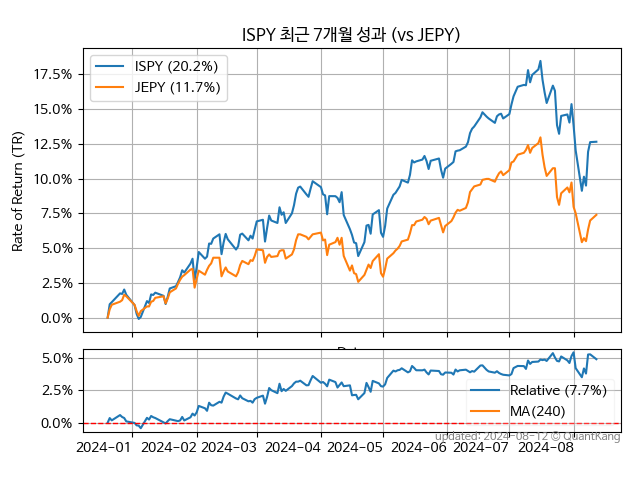 ISPY 최근 7개월 성과 (vs JEPY)
Rate of Return (TR)
17.5%
15.0%
12.5%
10.0%
7.5%
5.0%
2.5%
0.0%
ISPY (20.2%)
JEPY (11.7%)
5.0%
2.5%
0.0%
Relative (7.7%)
MA(240)
2024-01
2024-02
2024-03
2024-04
2024-05
2024-06
2024-07
2024-08
updated: 2024-08-12 © QuantKang